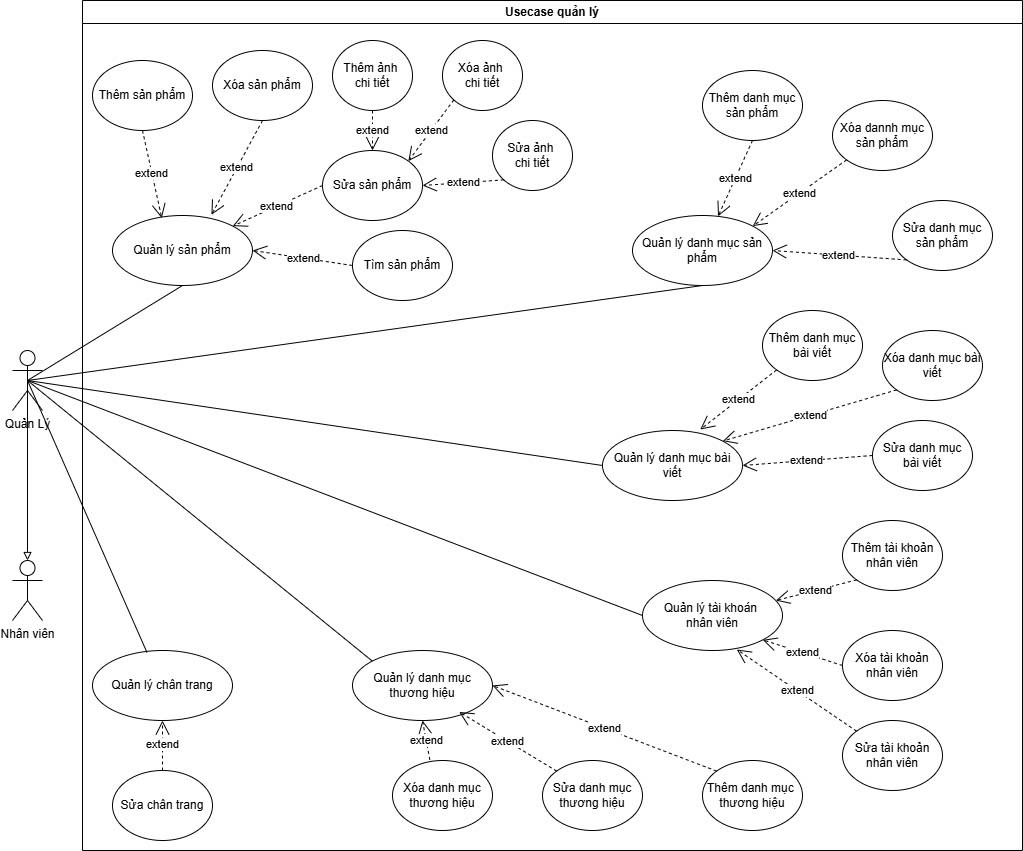 Usecase quản lý
Thêm sản phẩm
Xóa sản phẩm
Thêm ảnh
chi tiết
Xóa ảnh
chi tiết
Sửa ảnh
chi tiết
extend
extend
extend
extend
extend
Sửa sản phẩm
extend
extend
Quản lý sản phẩm
extend
Tìm sản phẩm
Thêm danh mục
sản phẩm
Xóa dannh mục
sản phẩm
Sửa danh mục
sản phẩm
extend
extend
extend
Quản lý danh mục sản
phẩm
Thêm danh mục
bài viết
Xóa danh mục bài
viết
Sửa danh mục
bài viết
extend
extend
extend
Quản lý danh mục bài
viết
Quản Lý
Nhân viên
Thêm tài khoản
nhân viên
Xóa tài khoản
nhân viên
Sửa tài khoản
nhân viên
extend
extend
extend
Quản lý tài khoản
nhân viên
Quản lý chân trang
extend
Sửa chân trang
Quản lý danh mục
thương hiệu
extend
extend
extend
Xóa danh mục
thương hiệu
Sửa danh mục
thương hiệu
Thêm danh mục
thương hiệu